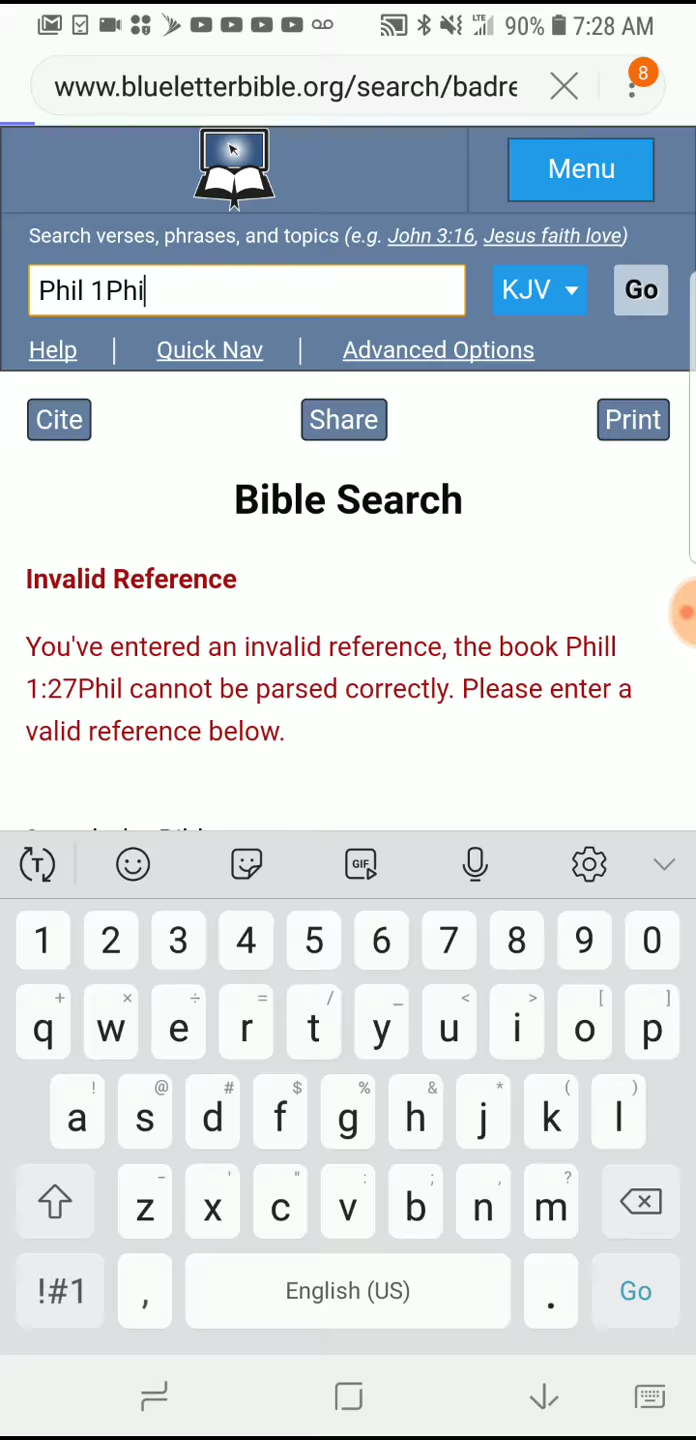 90% 7:28 AM
www.blueletterbible.org/search/badre
8
Menu
Search verses, phrases, and topics (e.g. John 3:16, Jesus faith love)
Phil 1Phi KJV Go
Help | Quick Nav | Advanced Options
Cite Share Print
Bible Search
Invalid Reference
You've entered an invalid reference, the book Phill
1:27Phil cannot be parsed correctly. Please enter a
valid reference below.
T GIF
1 2 3 4 5 6 7 8 9 0
+ × ÷ = / _ < > [ ]
q w e r t y u i o p
! @ # $ % & * ( )
a s d f g h j k l
- ' " : ; , ?
z x c v b n m
!#1 , English (US) . Go